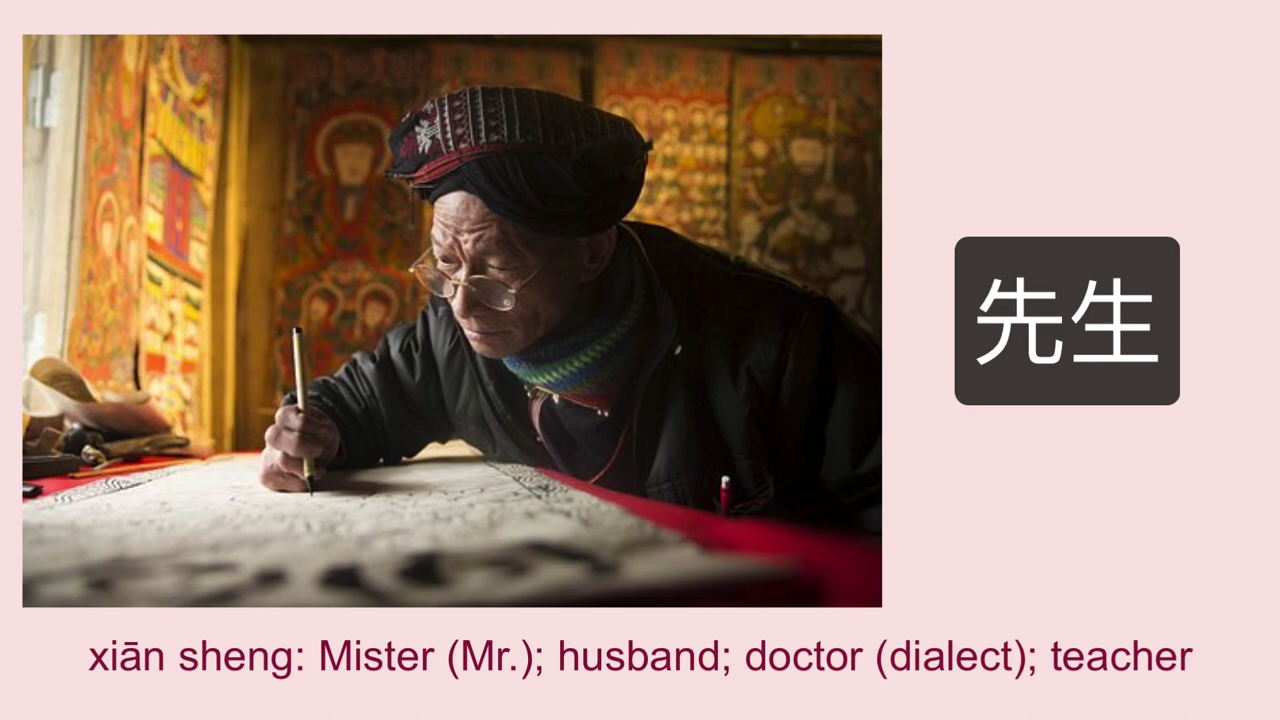 先生
xiān sheng: Mister (Mr.); husband; doctor (dialect); teacher